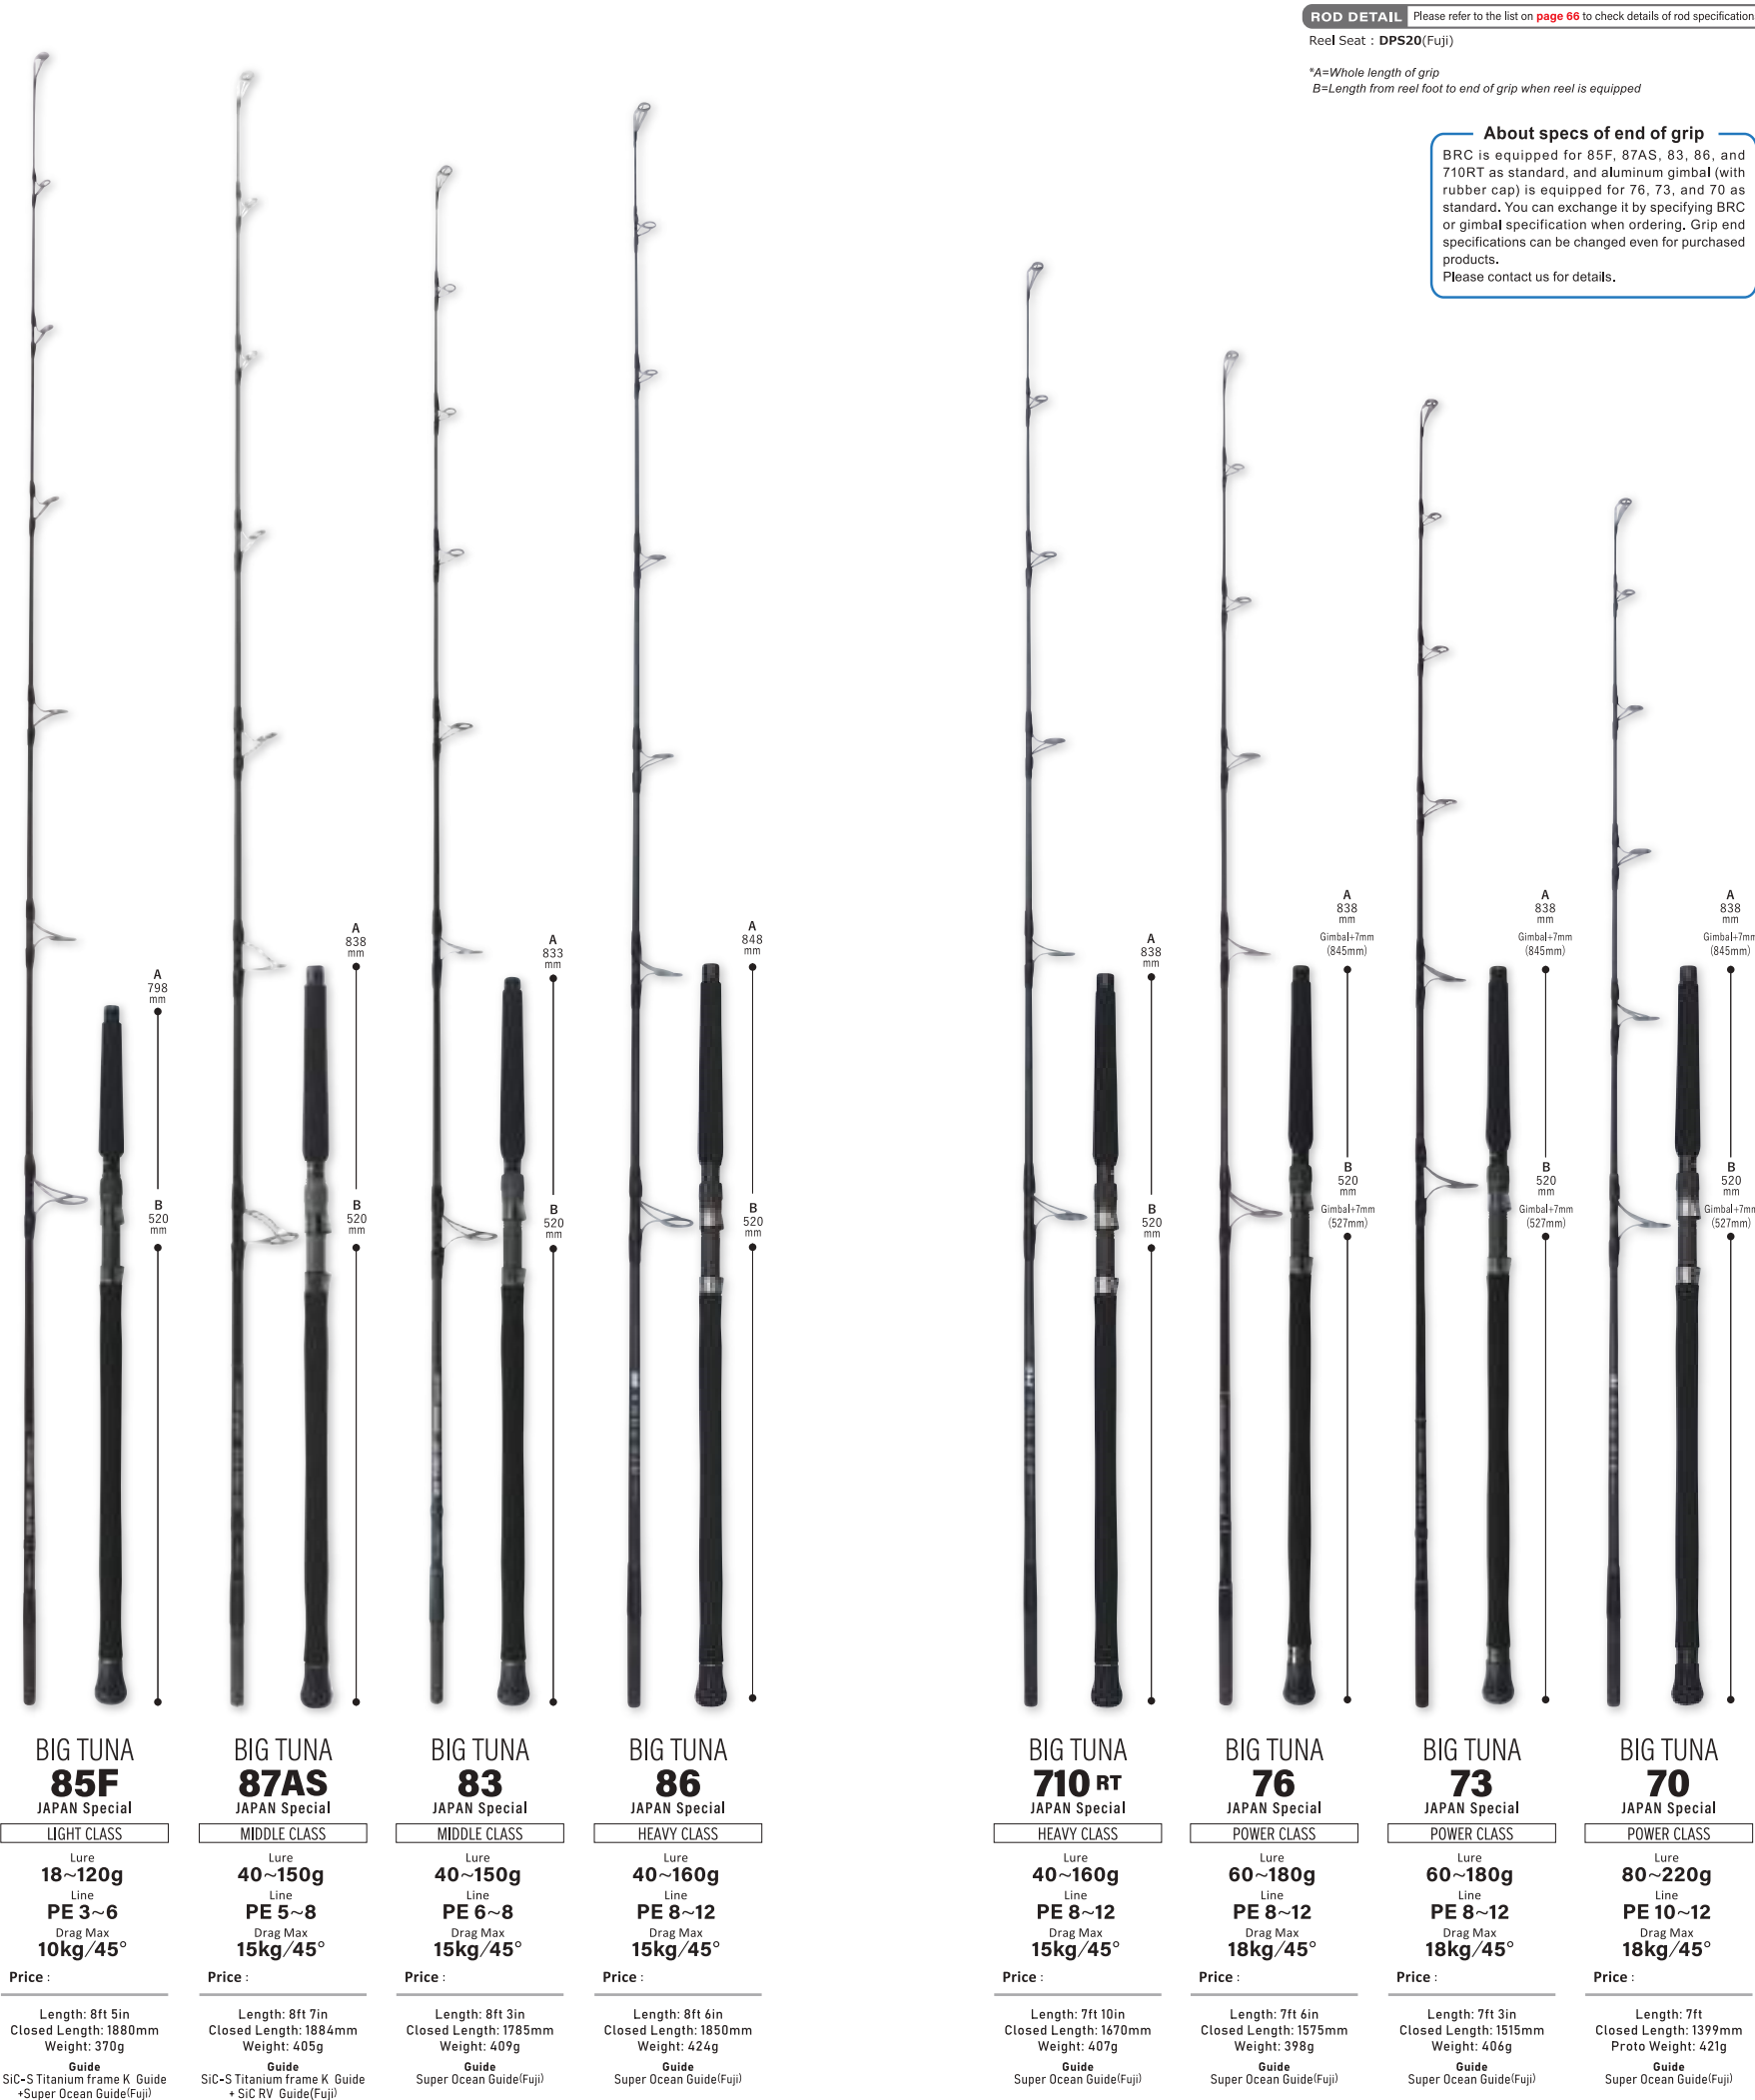 ROD DETAIL Please refer to the list on page 66 to check details of rod specification
Reel Seat : DPS20(Fuji)
*A=Whole length of grip
B=Length from reel foot to end of grip when reel is equipped
About specs of end of grip
BRC is equipped for 85F, 87AS, 83, 86, and
710RT as standard, and aluminum gimbal (with
rubber cap) is equipped for 76, 73, and 70 as
standard. You can exchange it by specifying BRC
or gimbal specification when ordering. Grip end
specifications can be changed even for purchased
products.
Please contact us for details.
A
798
mm
B
520
mm
A
838
mm
B
520
mm
A
833
mm
B
520
mm
A
848
mm
B
520
mm
A
838
mm
B
520
mm
A
838
mm
Gimbal+7mm
(845mm)
B
520
mm
Gimbal+7mm
(527mm)
A
838
mm
Gimbal+7mm
(845mm)
B
520
mm
Gimbal+7mm
(527mm)
A
838
mm
Gimbal+7mm
(845mm)
B
520
mm
Gimbal+7mm
(527mm)
BIG TUNA
85F
JAPAN Special
LIGHT CLASS
Lure
18~120g
Line
PE 3~6
Drag Max
10kg/45°
Price :
Length: 8ft 5in
Closed Length: 1880mm
Weight: 370g
Guide
SiC-S Titanium frame K Guide
+Super Ocean Guide(Fuji)
BIG TUNA
87AS
JAPAN Special
MIDDLE CLASS
Lure
40~150g
Line
PE 5~8
Drag Max
15kg/45°
Price :
Length: 8ft 7in
Closed Length: 1884mm
Weight: 405g
Guide
SiC-S Titanium frame K Guide
+ SiC RV Guide(Fuji)
BIG TUNA
83
JAPAN Special
MIDDLE CLASS
Lure
40~150g
Line
PE 6~8
Drag Max
15kg/45°
Price :
Length: 8ft 3in
Closed Length: 1785mm
Weight: 409g
Guide
Super Ocean Guide(Fuji)
BIG TUNA
86
JAPAN Special
HEAVY CLASS
Lure
40~160g
Line
PE 8~12
Drag Max
15kg/45°
Price :
Length: 8ft 6in
Closed Length: 1850mm
Weight: 424g
Guide
Super Ocean Guide(Fuji)
BIG TUNA
710 RT
JAPAN Special
HEAVY CLASS
Lure
40~160g
Line
PE 8~12
Drag Max
15kg/45°
Price :
Length: 7ft 10in
Closed Length: 1670mm
Weight: 407g
Guide
Super Ocean Guide(Fuji)
BIG TUNA
76
JAPAN Special
POWER CLASS
Lure
60~180g
Line
PE 8~12
Drag Max
18kg/45°
Price :
Length: 7ft 6in
Closed Length: 1575mm
Weight: 398g
Guide
Super Ocean Guide(Fuji)
BIG TUNA
73
JAPAN Special
POWER CLASS
Lure
60~180g
Line
PE 8~12
Drag Max
18kg/45°
Price :
Length: 7ft 3in
Closed Length: 1515mm
Weight: 406g
Guide
Super Ocean Guide(Fuji)
BIG TUNA
70
JAPAN Special
POWER CLASS
Lure
80~220g
Line
PE 10~12
Drag Max
18kg/45°
Price :
Length: 7ft
Closed Length: 1399mm
Proto Weight: 421g
Guide
Super Ocean Guide(Fuji)